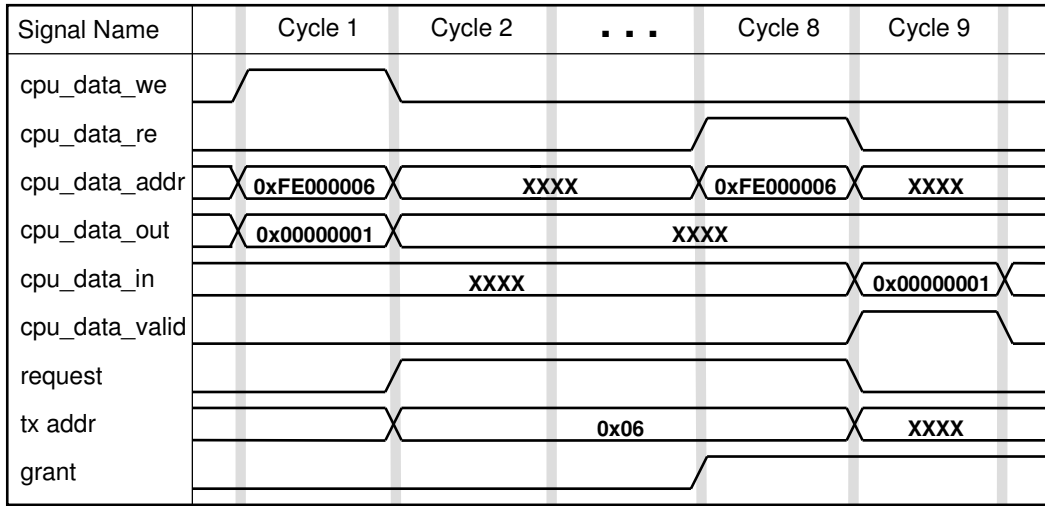 Signal Name Cycle 1 Cycle 2 . . . Cycle 8 Cycle 9
cpu_data_we
cpu_data_re
cpu_data_addr 0xFE000006 XXXX 0xFE000006 XXXX
cpu_data_out 0x00000001 XXXX
cpu_data_in XXXX 0x00000001
cpu_data_valid
request
tx addr 0x06 XXXX
grant